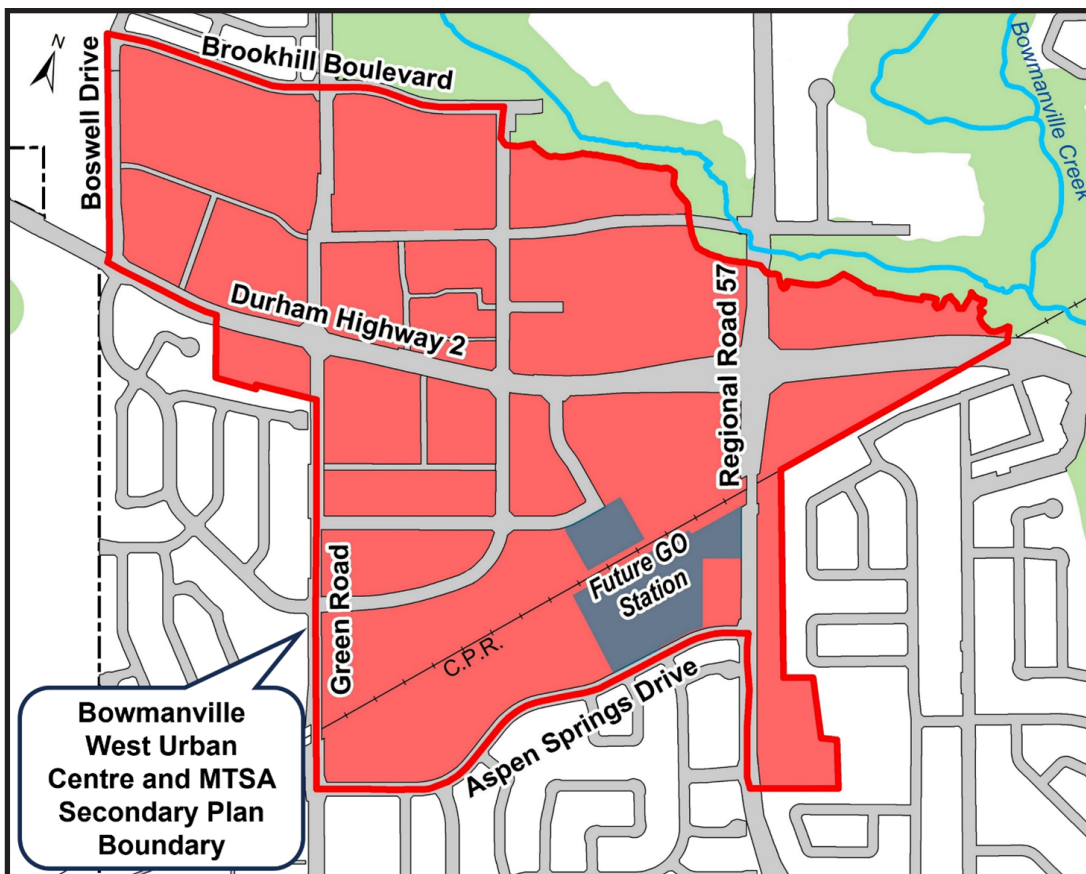 N
Brookhill Boulevard
Boswell Drive
Bowmanville Creek
Durham Highway 2
Regional Road 57
Future GO
Station
Green Road
C.P.R.
Aspen Springs Drive
Bowmanville
West Urban
Centre and MTSA
Secondary Plan
Boundary